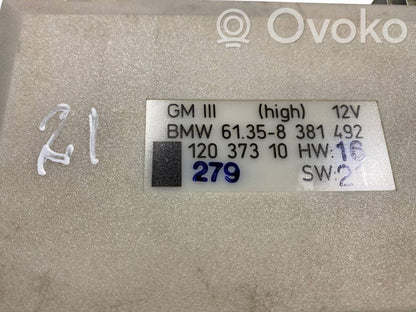 Ovoko
21
GM III (high) 12V
BMW 61.35-8 381 492
120 373 10 HW:16
279 SW:21